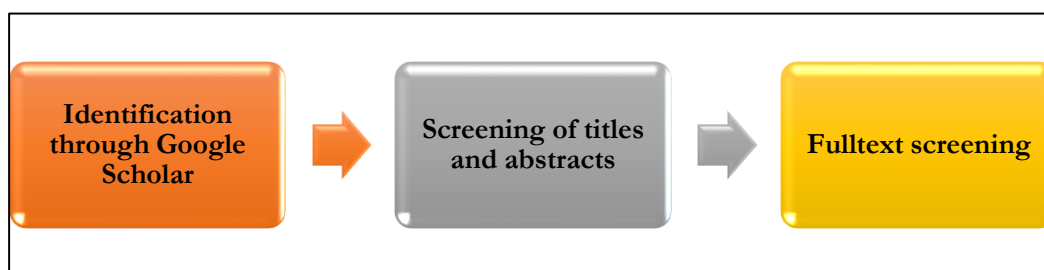 Identification
through Google
Scholar
Screening of titles
and abstracts
Fulltext screening